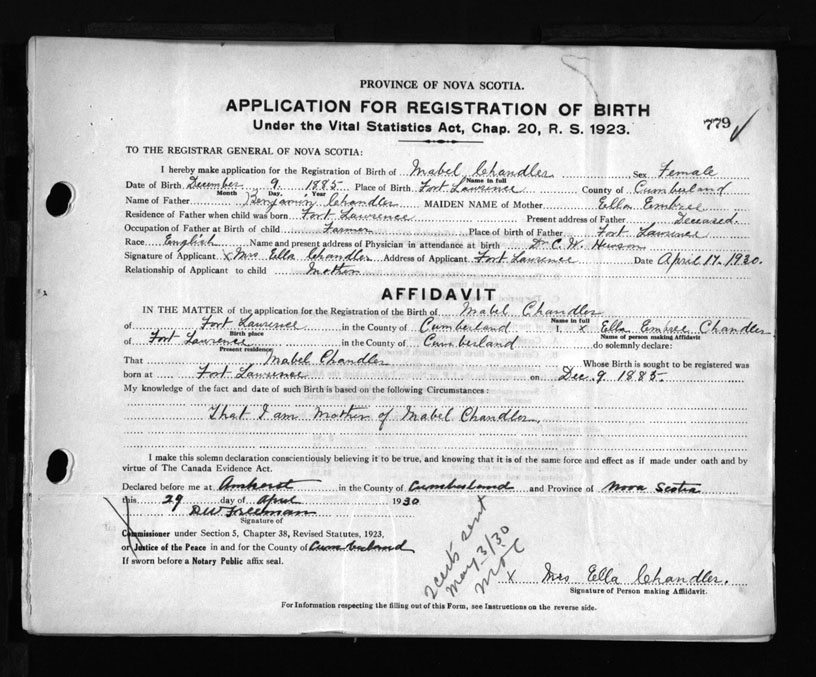 PROVINCE OF NOVA SCOTIA.
APPLICATION FOR REGISTRATION OF BIRTH
Under the Vital Statistics Act, Chap. 20, R. S. 1923.
779
TO THE REGISTRAR GENERAL OF NOVA SCOTIA:
I hereby make application for the Registration of Birth of Mabel Chandler Sex Female
Name in full
Date of Birth December 9 1885 Place of Birth Fort Lawrence County of Cumberland
Month Day, Year
Name of Father Benjamin Chandler MAIDEN NAME of Mother Ella Embree
Residence of Father when child was born Fort Lawrence Present address of Father Deceased.
Occupation of Father at Birth of child Farmer Place of birth of Father Fort Lawrence
Race English Name and present address of Physician in attendance at birth Dr C. W. Hewson
Signature of Applicant x Mrs Ella Chandler Address of Applicant Fort Lawrence Date April 17. 1930.
Relationship of Applicant to child Mother
AFFIDAVIT
IN THE MATTER of the application for the Registration of the Birth of Mabel Chandler
Name in full
of Fort Lawrence in the County of Cumberland I, x Ella Embree Chandler
Birth place Name of person making Affidavit
of Fort Lawrence in the County of Cumberland do solemnly declare:
Present residence
That Mabel Chandler Whose Birth is sought to be registered was
born at Fort Lawrence on Dec. 9 1885.
My knowledge of the fact and date of such Birth is based on the following Circumstances:
That I am Mother of Mabel Chandler.
I make this solemn declaration conscientiously believing it to be true, and knowing that it is of the same force and effect as if made under oath and by
virtue of The Canada Evidence Act.
Declared before me at Amherst in the County of Cumberland and Province of Nova Scotia
this 29 day of April 1930
DW Freeman
Signature of
Commissioner under Section 5, Chapter 38, Revised Statutes, 1923,
or Justice of the Peace in and for the County of Cumberland
If sworn before a Notary Public affix seal.
2 certs sent
May 3/30
x Mrs Ella Chandler.
Signature of Person making Affidavit.
For Information respecting the filling out of this Form, see Instructions on the reverse side.